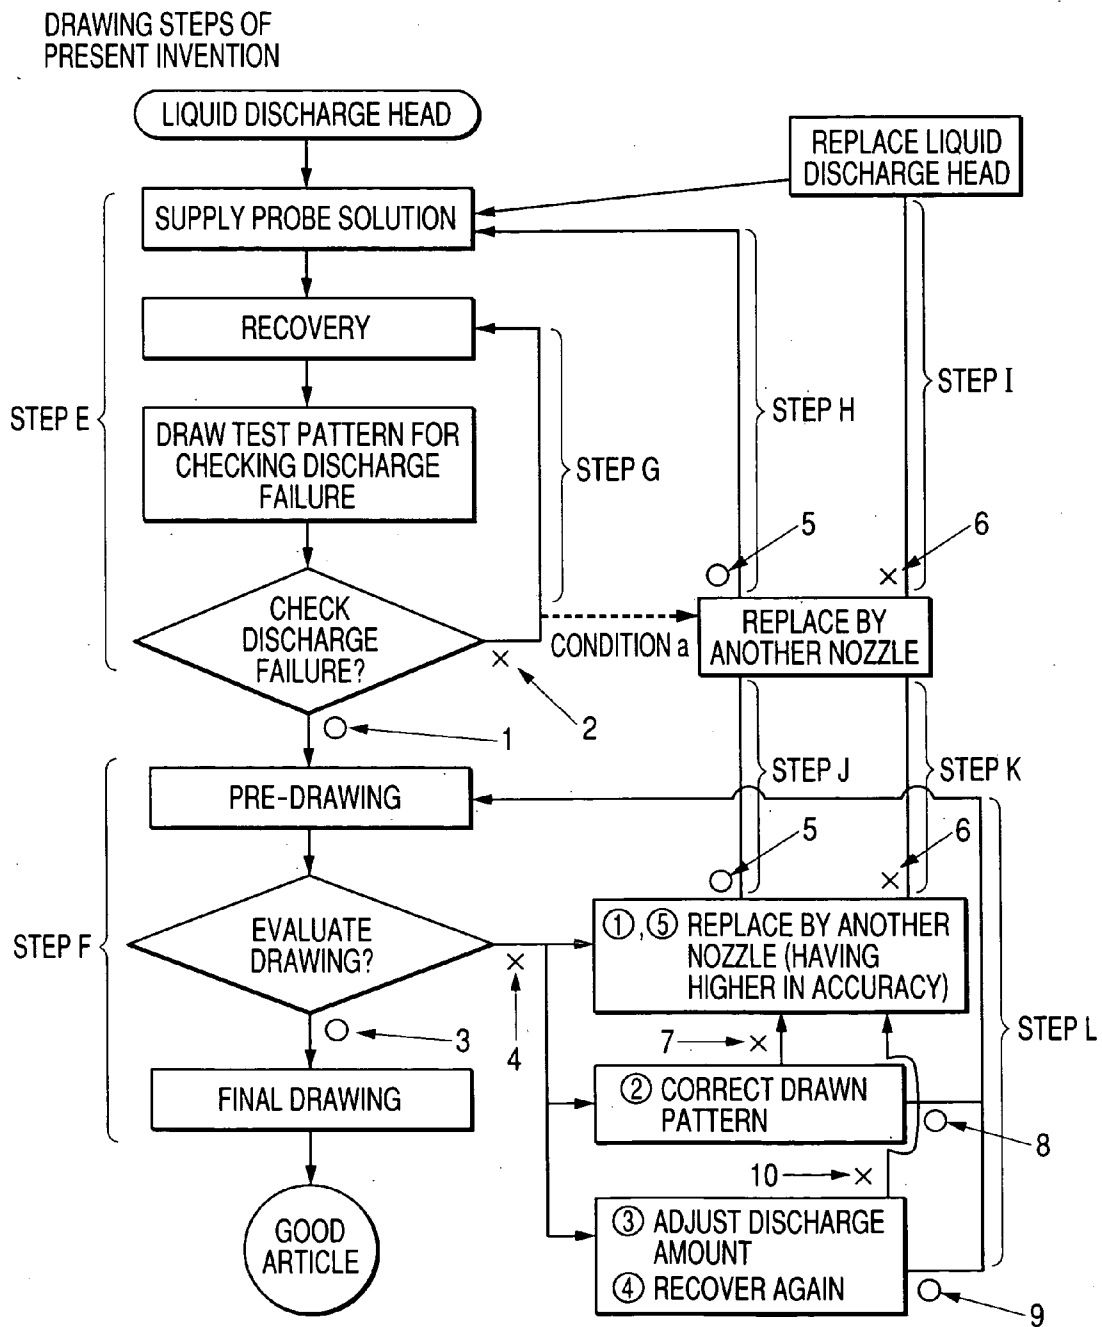 DRAWING STEPS OF
PRESENT INVENTION
LIQUID DISCHARGE HEAD
REPLACE LIQUID
DISCHARGE HEAD
SUPPLY PROBE SOLUTION
RECOVERY
STEP I
STEP E
STEP H
DRAW TEST PATTERN FOR
CHECKING DISCHARGE
FAILURE
STEP G
5
6
○
×
CHECK
DISCHARGE
FAILURE?
CONDITION a
REPLACE BY
ANOTHER NOZZLE
×
2
○
1
STEP J
STEP K
PRE-DRAWING
5
6
○
×
STEP F
EVALUATE
DRAWING?
①,⑤ REPLACE BY ANOTHER
NOZZLE (HAVING
HIGHER IN ACCURACY)
×
4
○
3
7
×
STEP L
FINAL DRAWING
② CORRECT DRAWN
PATTERN
○
8
10
×
GOOD
ARTICLE
③ ADJUST DISCHARGE
AMOUNT
④ RECOVER AGAIN
○
9